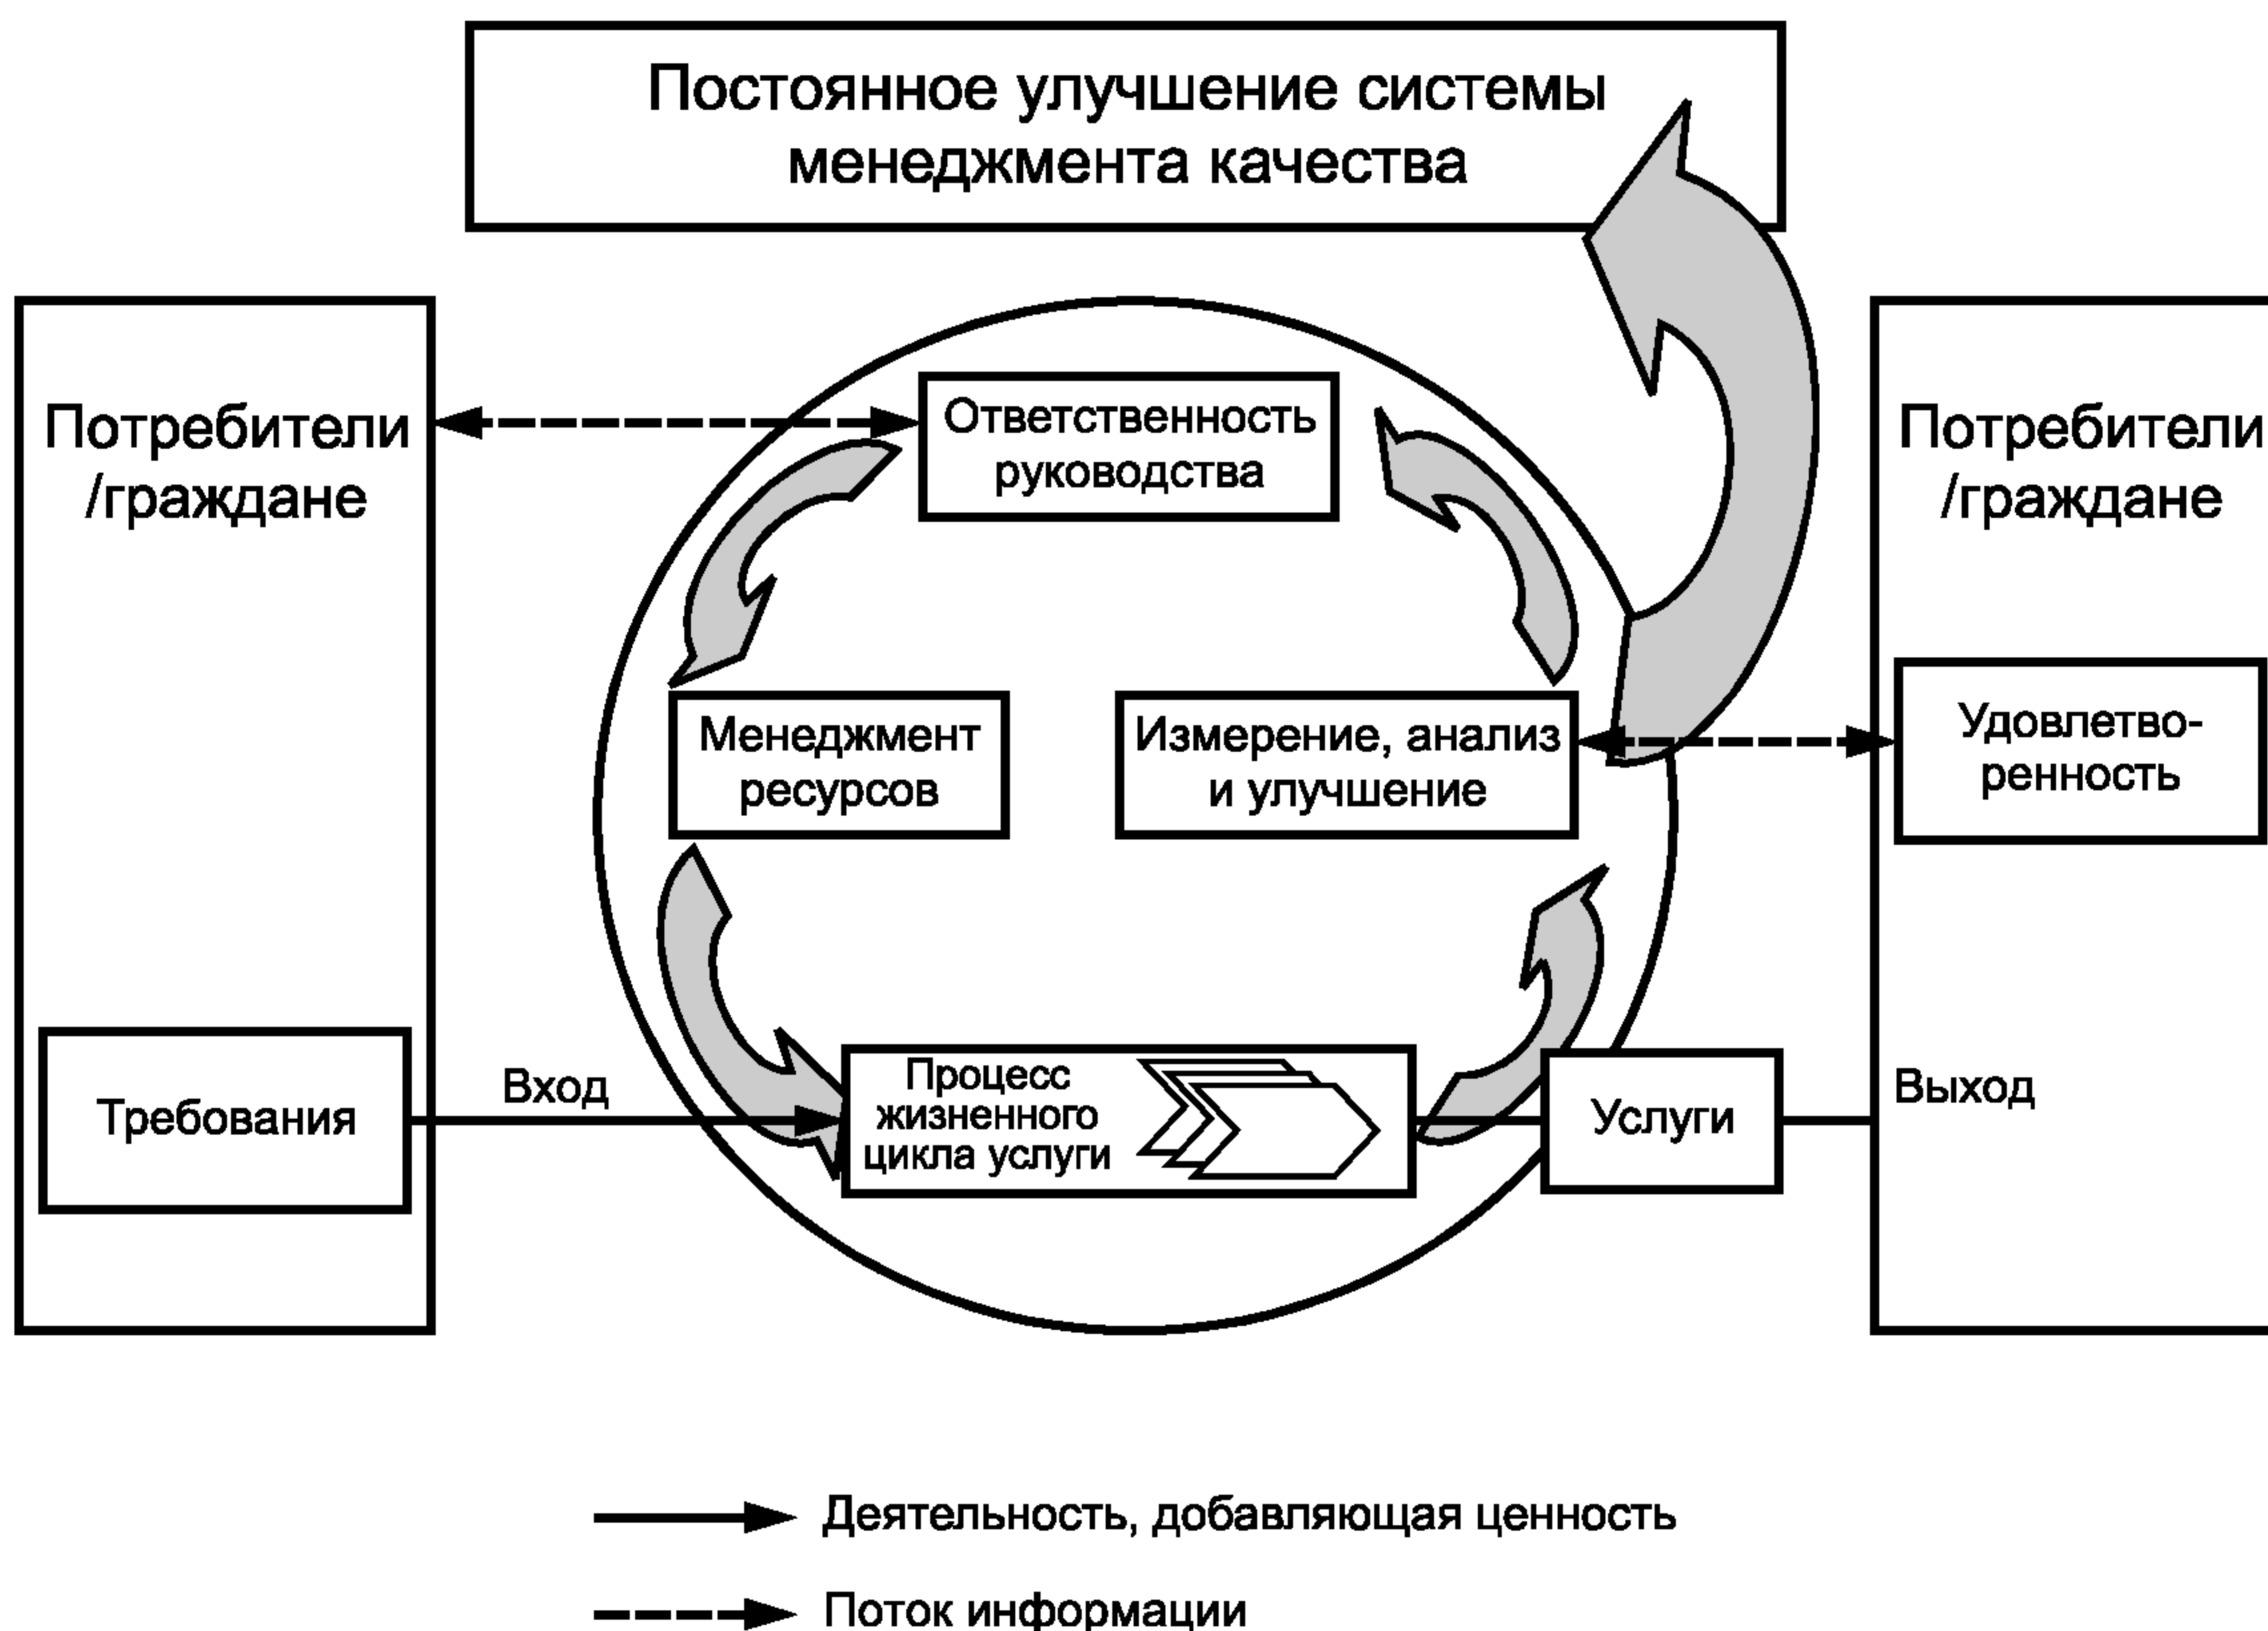 Постоянное улучшение системы
менеджмента качества
Потребители
/граждане
Ответственность
руководства
Потребители
/граждане
Менеджмент
ресурсов
Измерение, анализ
и улучшение
Удовлетво-
ренность
Требования
Вход
Процесс
жизненного
цикла услуги
Услуги
Выход
Деятельность, добавляющая ценность
Поток информации